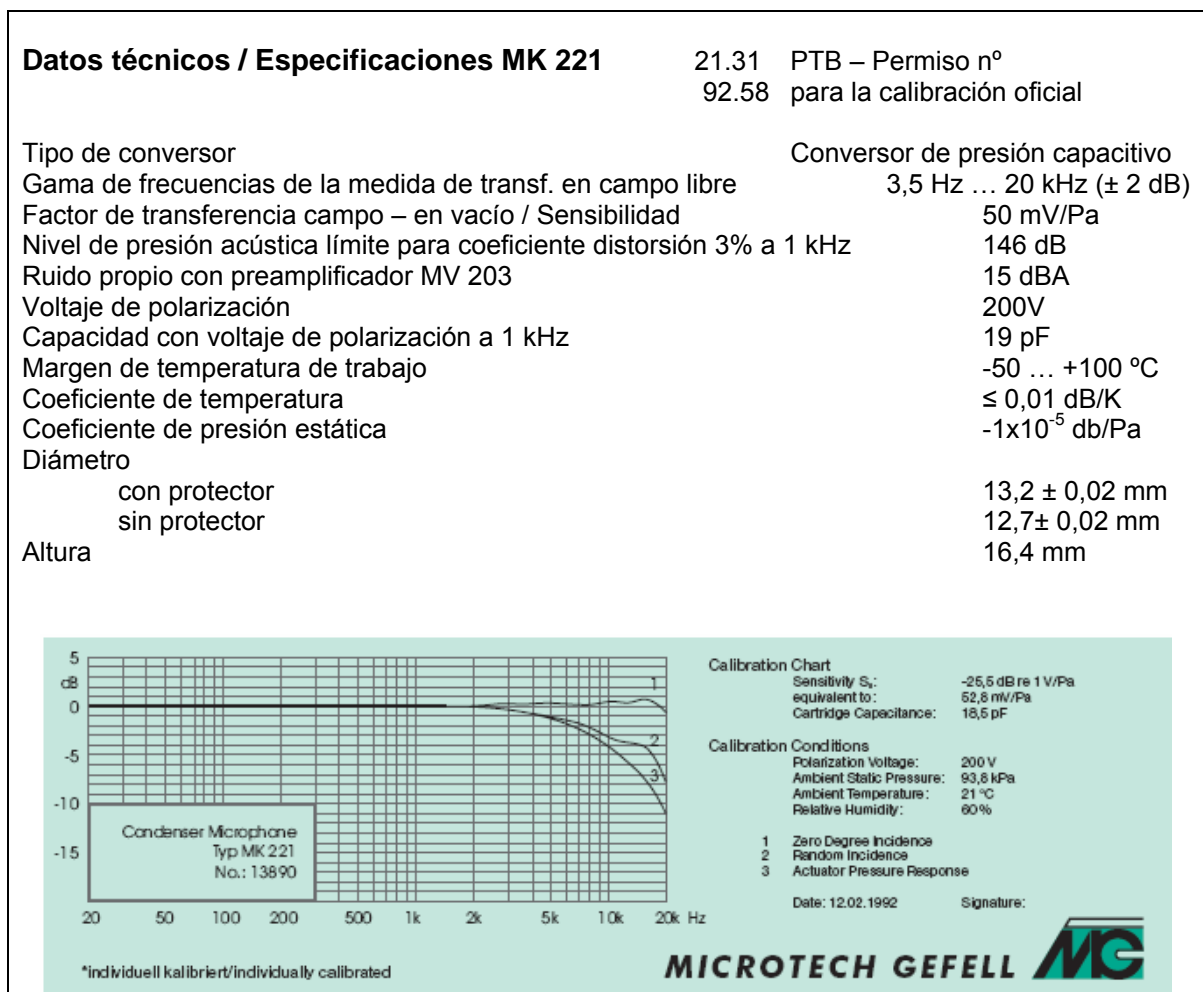 Datos técnicos / Especificaciones MK 221 21.31 PTB – Permiso nº
92.58 para la calibración oficial
Tipo de conversor Conversor de presión capacitivo
Gama de frecuencias de la medida de transf. en campo libre 3,5 Hz … 20 kHz (± 2 dB)
Factor de transferencia campo – en vacío / Sensibilidad 50 mV/Pa
Nivel de presión acústica límite para coeficiente distorsión 3% a 1 kHz 146 dB
Ruido propio con preamplificador MV 203 15 dBA
Voltaje de polarización 200V
Capacidad con voltaje de polarización a 1 kHz 19 pF
Margen de temperatura de trabajo -50 … +100 ºC
Coeficiente de temperatura ≤ 0,01 dB/K
Coeficiente de presión estática -1x10⁻⁵ db/Pa
Diámetro
con protector 13,2 ± 0,02 mm
sin protector 12,7± 0,02 mm
Altura 16,4 mm
5
dB
0
-5
-10
-15
1
2
3
Condenser Microphone
Typ MK 221
No.: 13890
20 50 100 200 500 1k 2k 5k 10k 20k Hz
*individuell kalibriert/individually calibrated
Calibration Chart
Sensitivity Sₓ: -25,5 dB re 1 V/Pa
equivalent to: 52,8 mV/Pa
Cartridge Capacitance: 18,5 pF
Calibration Conditions
Polarization Voltage: 200 V
Ambient Static Pressure: 93,8 kPa
Ambient Temperature: 21 ºC
Relative Humidity: 60%
1 Zero Degree Incidence
2 Random Incidence
3 Actuator Pressure Response
Date: 12.02.1992 Signature:
MICROTECH GEFELL MG